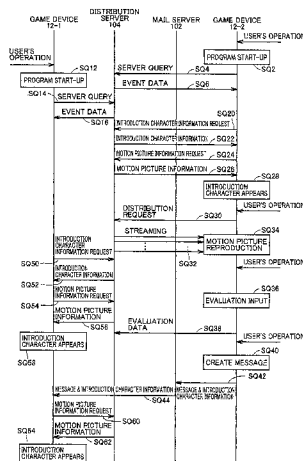 GAME DEVICE
12-1
DISTRIBUTION
SERVER
104
MAIL SERVER
102
GAME DEVICE
12-2
USER'S
OPERATION
USER'S OPERATION
SQ12
PROGRAM START-UP
PROGRAM START-UP
SQ2
SERVER QUERY
SQ4
EVENT DATA
SQ6
SQ14
SERVER QUERY
EVENT DATA
SQ16
SQ20
INTRODUCTION CHARACTER
INFORMATION REQUEST
SQ22
INTRODUCTION CHARACTER INFORMATION
SQ24
MOTION PICTURE
INFORMATION REQUEST
SQ26
MOTION PICTURE INFORMATION
SQ28
INTRODUCTION
CHARACTER APPEARS
USER'S OPERATION
DISTRIBUTION
REQUEST
SQ30
STREAMING
SQ34
MOTION PICTURE
REPRODUCTION
SQ32
INTRODUCTION
CHARACTER
INFORMATION REQUEST
SQ50
USER'S OPERATION
INTRODUCTION
CHARACTER INFORMATION
SQ52
MOTION PICTURE
INFORMATION REQUEST
SQ54
SQ36
EVALUATION INPUT
MOTION PICTURE
INFORMATION
SQ56
EVALUATION
DATA
SQ38
USER'S OPERATION
INTRODUCTION
CHARACTER APPEARS
SQ58
SQ40
CREATE MESSAGE
SQ42
MESSAGE & INTRODUCTION CHARACTER INFORMATION
MESSAGE & INTRODUCTION
CHARACTER INFORMATION
SQ44
MOTION PICTURE
INFORMATION REQUEST
SQ60
SQ64
MOTION PICTURE
INFORMATION
SQ62
INTRODUCTION
CHARACTER APPEARS